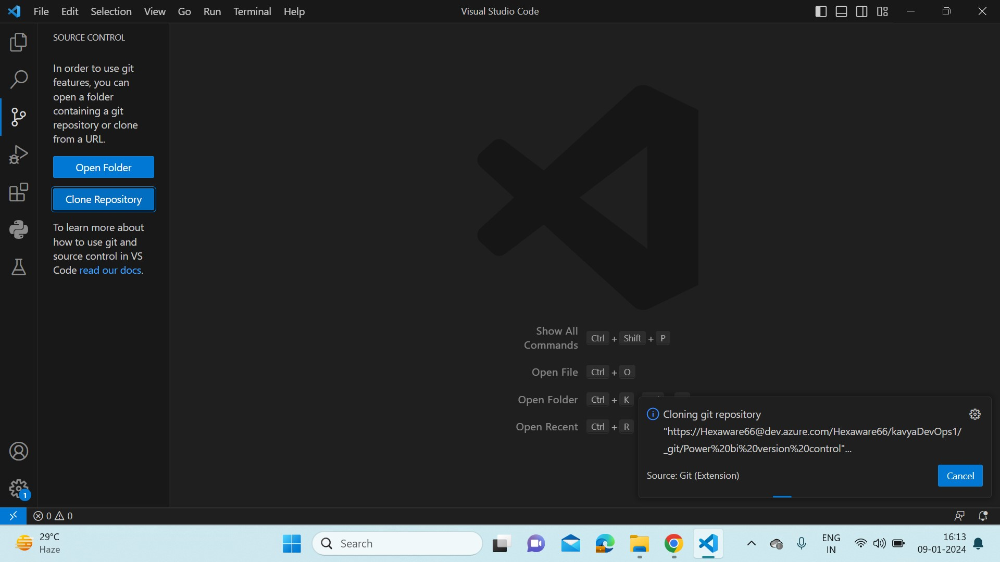 File Edit Selection View Go Run Terminal Help Visual Studio Code
SOURCE CONTROL
In order to use git
features, you can
open a folder
containing a git
repository or clone
from a URL.
Open Folder
Clone Repository
To learn more about
how to use git and
source control in VS
Code read our docs.
Show All
Commands Ctrl + Shift + P
Open File Ctrl + O
Open Folder Ctrl + K
Open Recent Ctrl + R
Cloning git repository
"https://Hexaware66@dev.azure.com/Hexaware66/kavyaDevOps1/
_git/Power%20bi%20version%20control"...
Source: Git (Extension) Cancel
1
0 0
29°C
Haze
Search
ENG
IN
16:13
09-01-2024